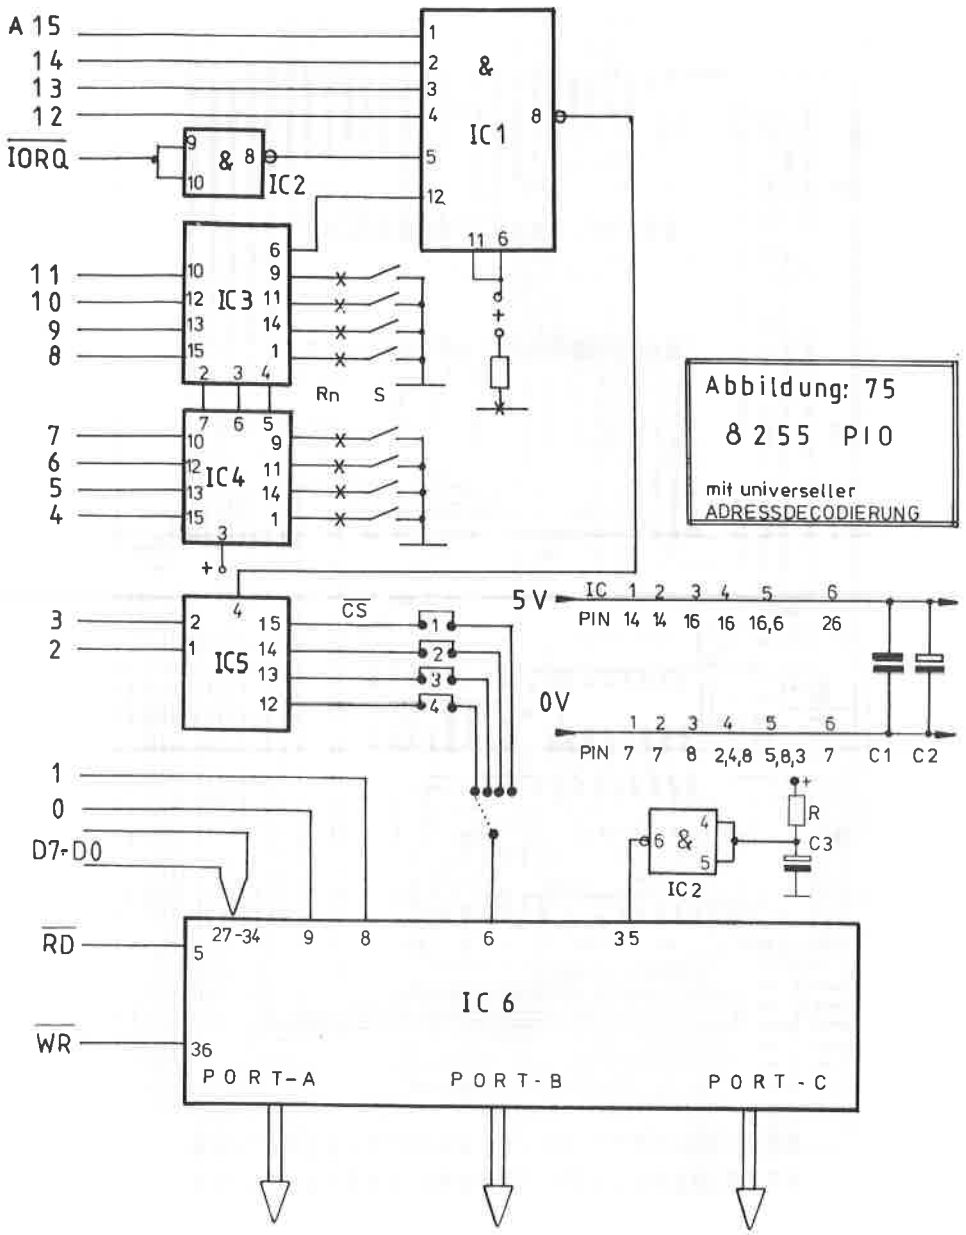 A 15
1
14
2
&
13
3
12
4
8
IC1
IORQ
9
&
8
5
10
IC2
12
6
11 6
11
10
9
IC3
10
12
11
+
9
13
14
8
15
1
2 3 4
Rn S
7 6 5
7
10
9
6
12
11
IC4
5
13
14
4
15
1
3
+
Abbildung: 75
8255 PIO
mit universeller
ADRESSDECODIERUNG
4
CS
3
2
15
1
2
1
14
2
IC5
13
3
12
4
5V
IC 1 2 3 4 5 6
PIN 14 14 16 16 16,6 26
0V
1 2 3 4 5 6
PIN 7 7 8 2,4,8 5,8,3 7 C1 C2
1
0
D7-D0
+
R
C3
6
&
4
5
IC2
27-34 9 8 6 35
RD
5
IC 6
WR
36
PORT-A PORT-B PORT-C